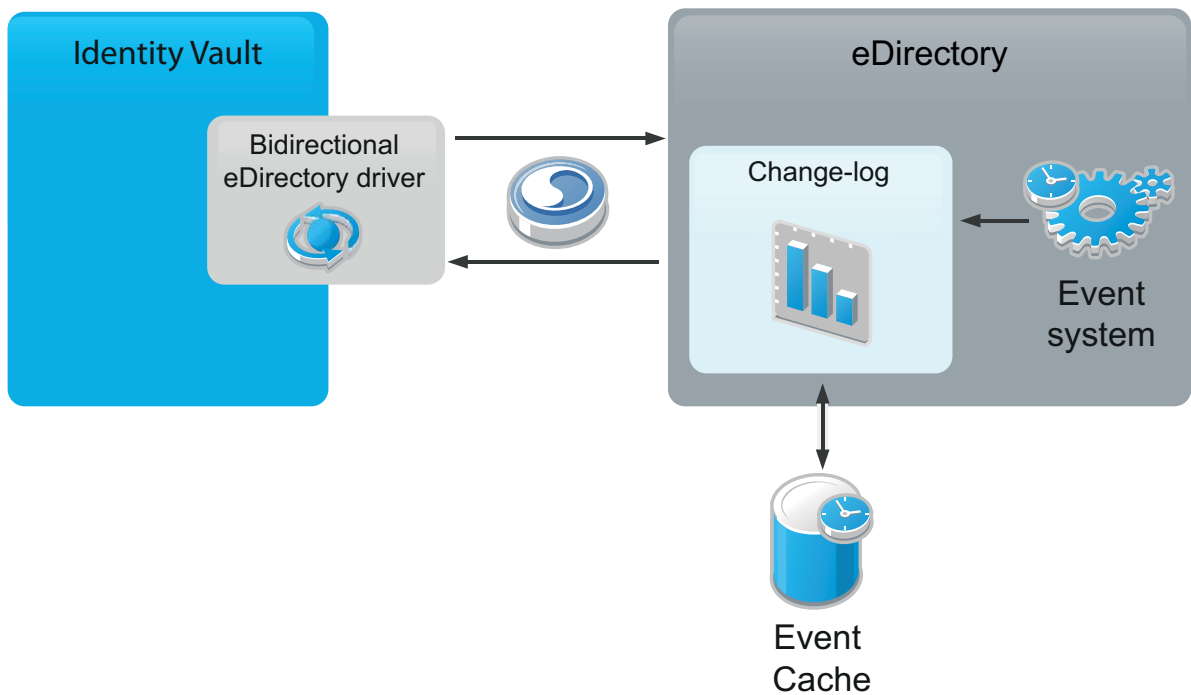 Identity Vault
Bidirectional
eDirectory driver
eDirectory
Change-log
Event
system
Event
Cache